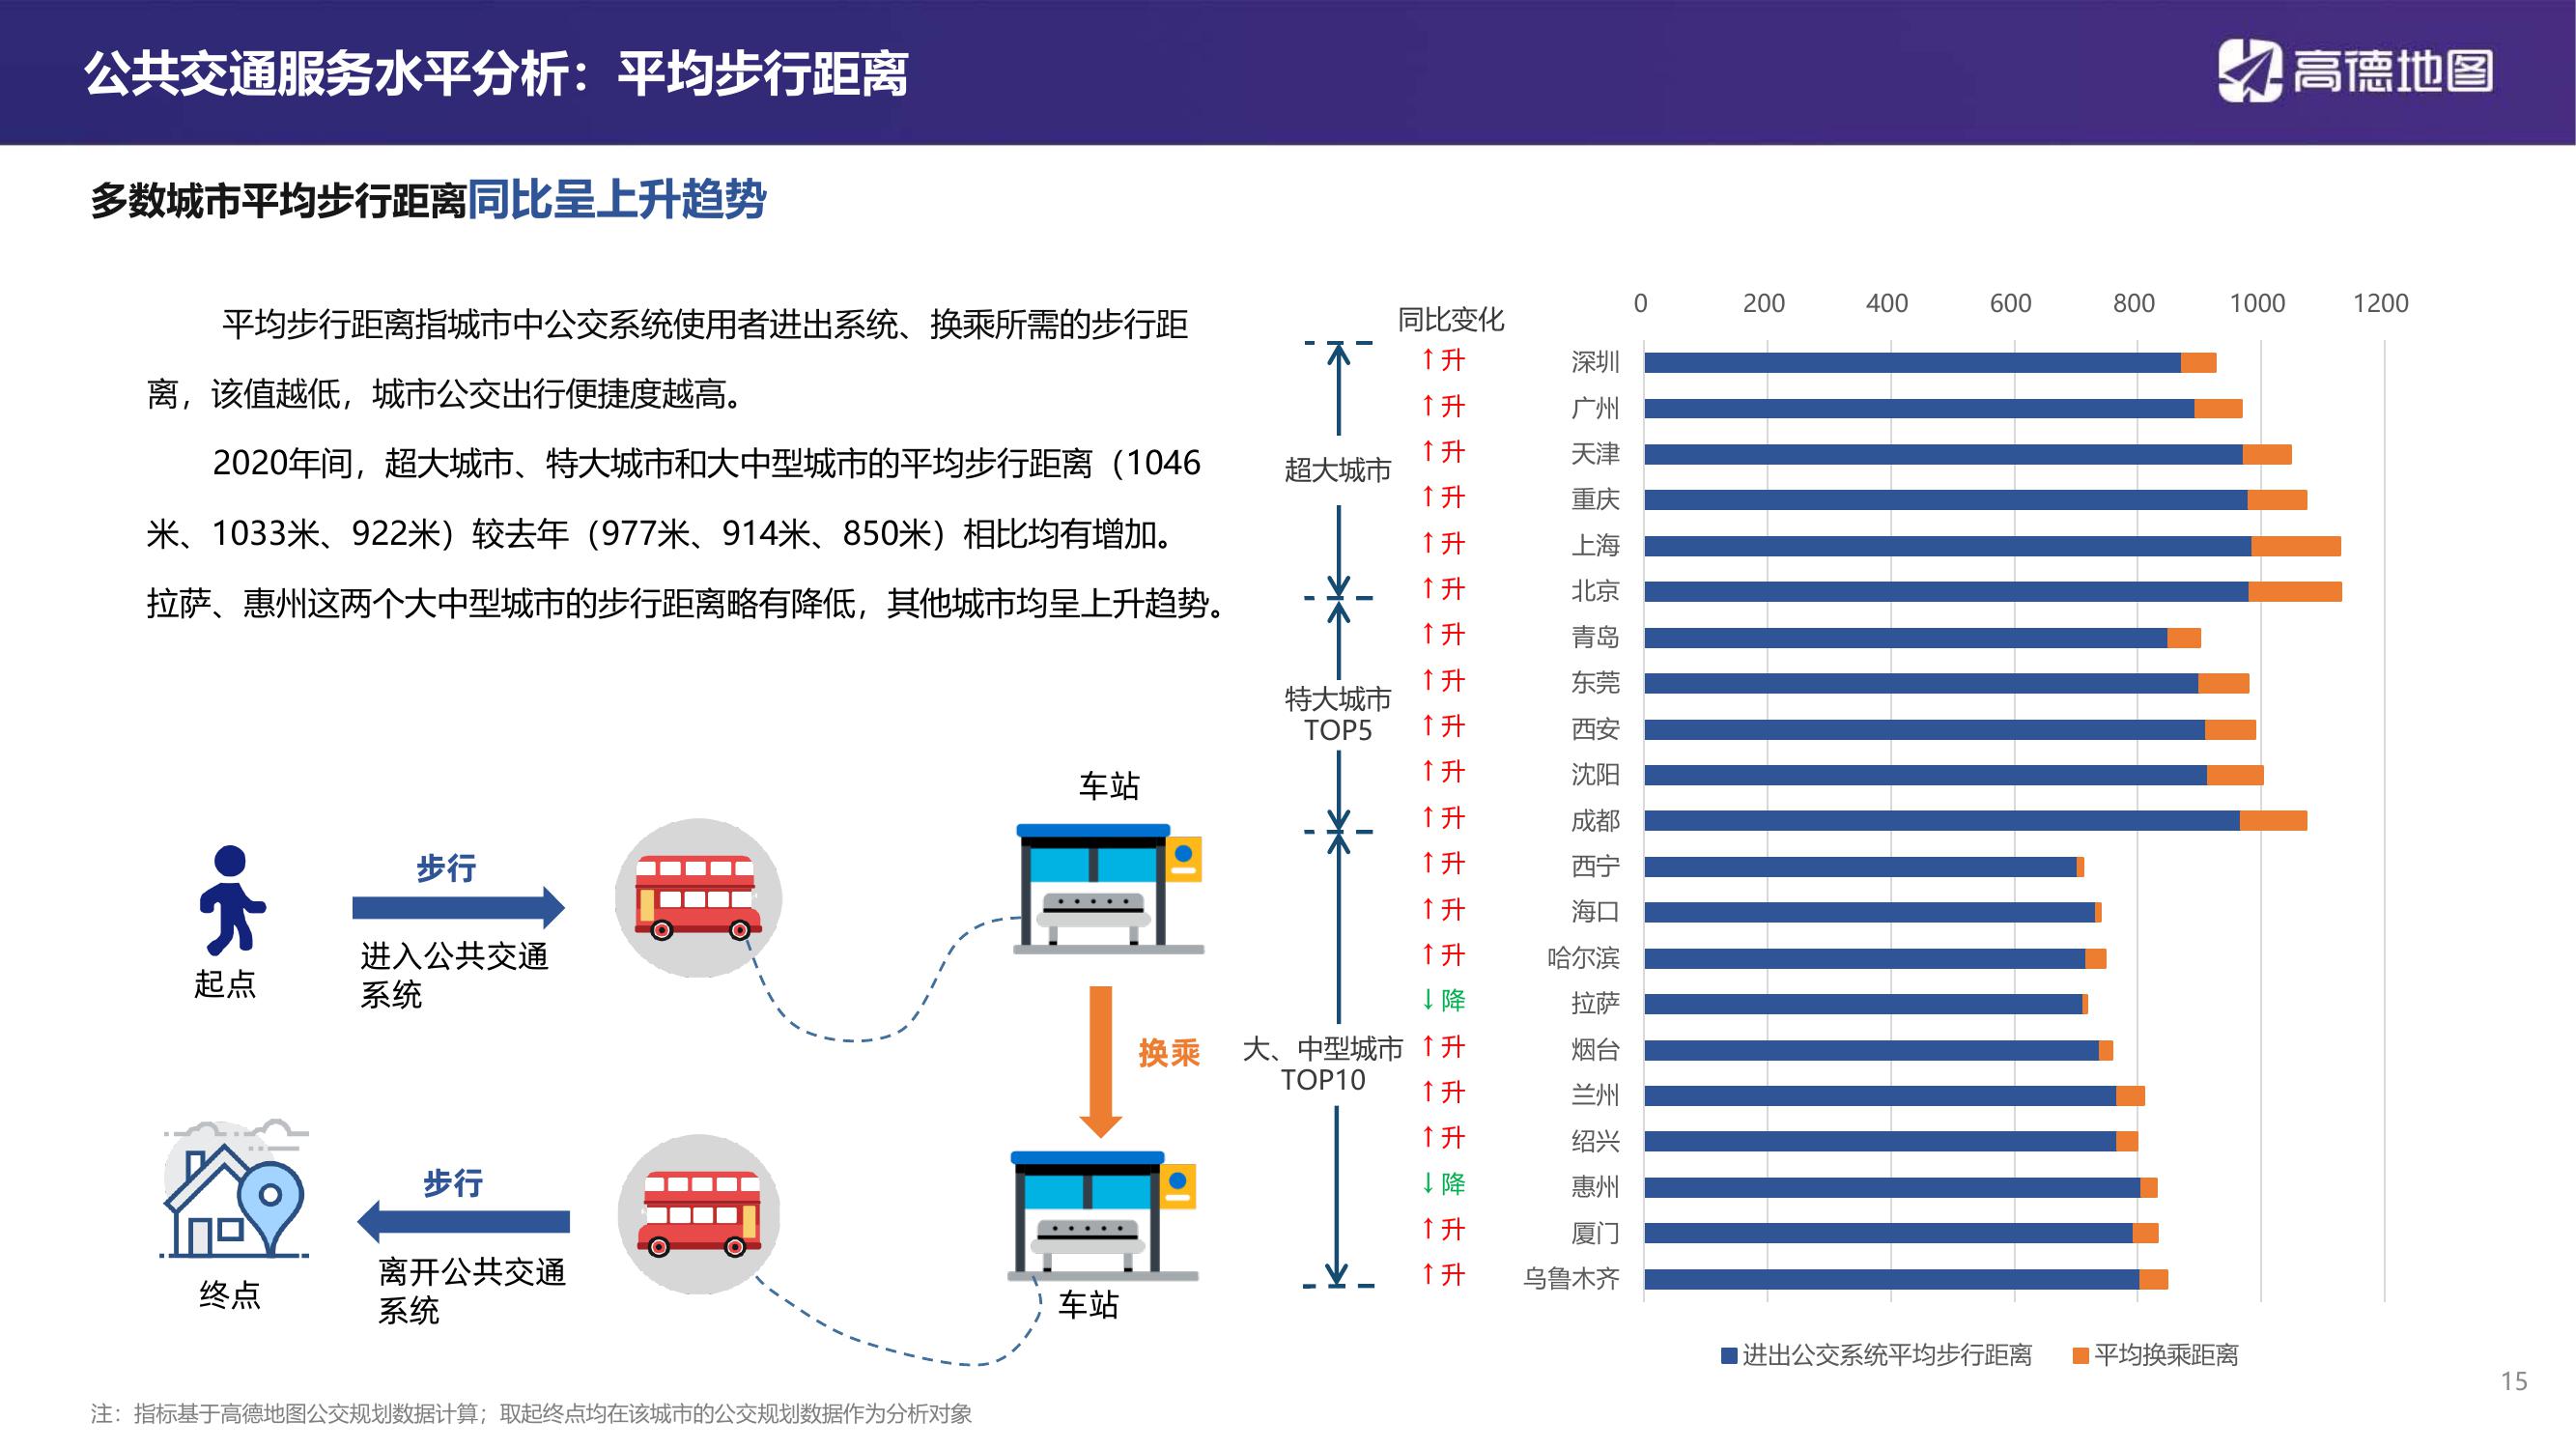 公共交通服务水平分析：平均步行距离
高德地图
多数城市平均步行距离同比呈上升趋势
平均步行距离指城市中公交系统使用者进出系统、换乘所需的步行距
离，该值越低，城市公交出行便捷度越高。
2020年间，超大城市、特大城市和大中型城市的平均步行距离（1046
米、1033米、922米）较去年（977米、914米、850米）相比均有增加。
拉萨、惠州这两个大中型城市的步行距离略有降低，其他城市均呈上升趋势。
车站
步行
进入公共交通
系统
起点
换乘
步行
离开公共交通
系统
终点
车站
同比变化
0 200 400 600 800 1000 1200
超大城市
特大城市
TOP5
大、中型城市
TOP10
↑升 深圳
↑升 广州
↑升 天津
↑升 重庆
↑升 上海
↑升 北京
↑升 青岛
↑升 东莞
↑升 西安
↑升 沈阳
↑升 成都
↑升 西宁
↑升 海口
↑升 哈尔滨
↓降 拉萨
↑升 烟台
↑升 兰州
↑升 绍兴
↓降 惠州
↑升 厦门
↑升 乌鲁木齐
进出公交系统平均步行距离 平均换乘距离
15
注：指标基于高德地图公交规划数据计算；取起终点均在该城市的公交规划数据作为分析对象